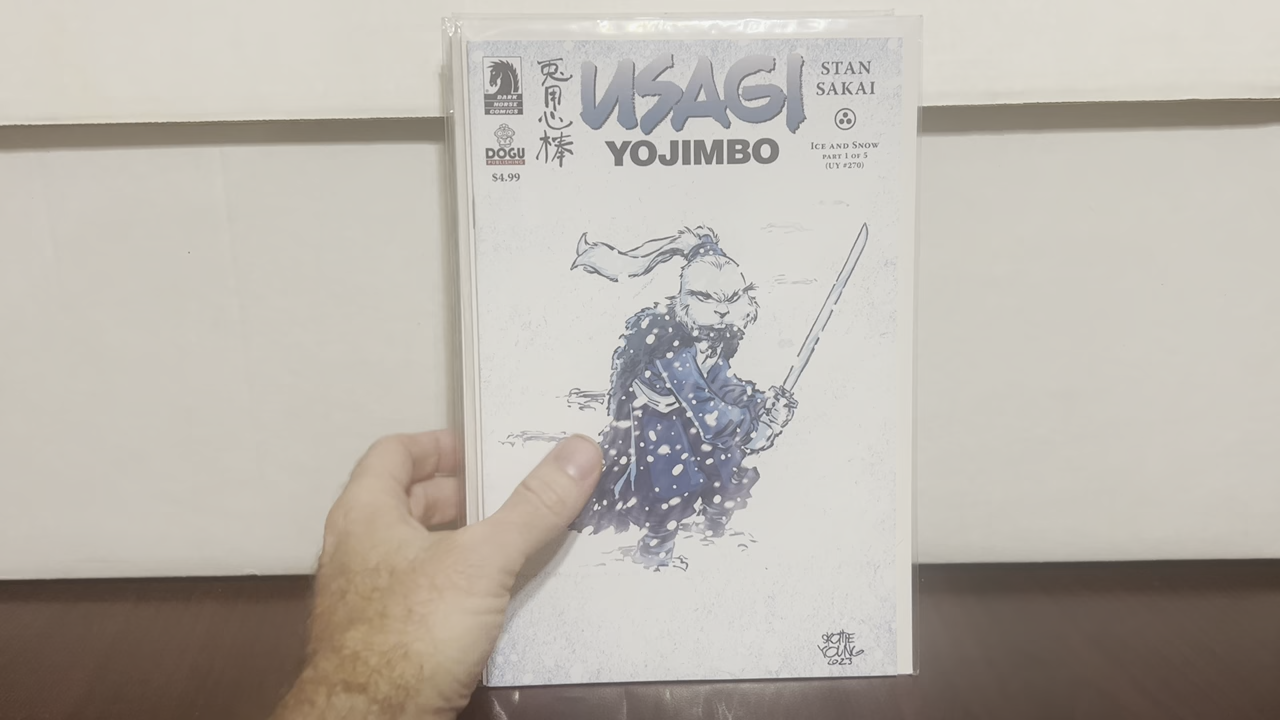 DARK
HORSE
COMICS
DOGU
PUBLISHING
$4.99
兎用心棒
USAGI
YOJIMBO
STAN
SAKAI
ICE AND SNOW
PART 1 OF 5
(UY #270)
SKOTTIE
YOUNG
2023